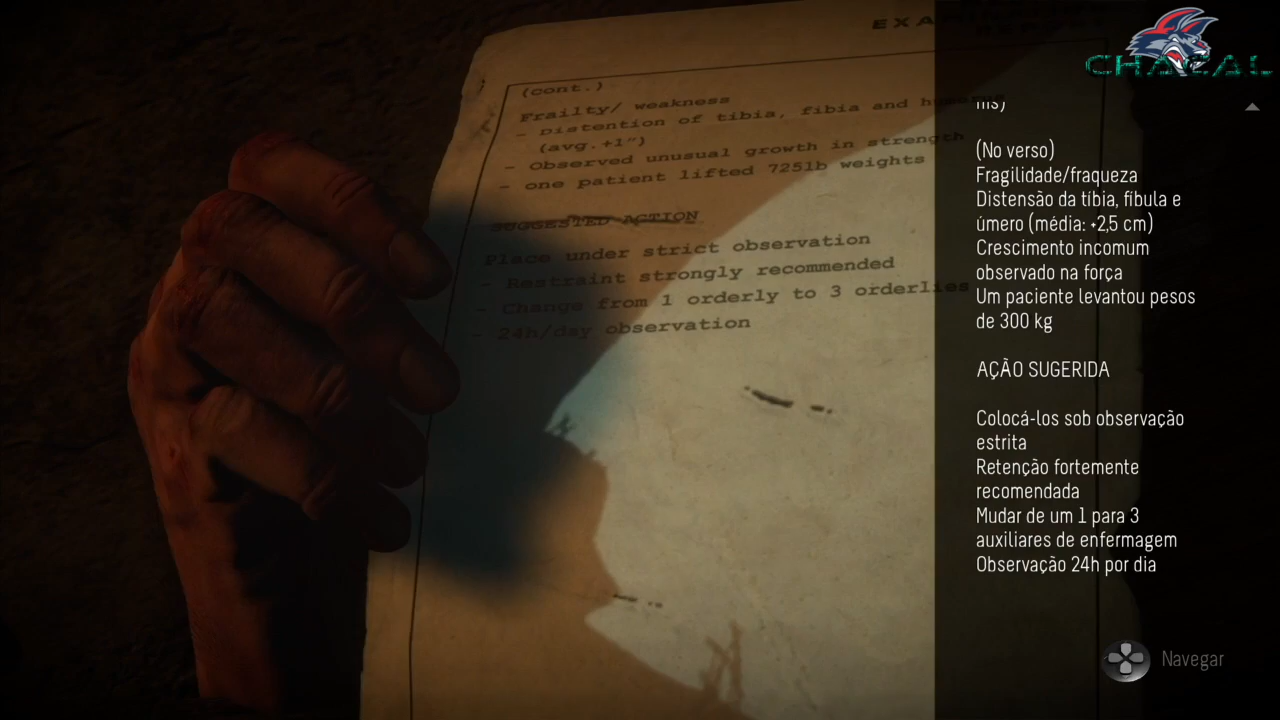 CHACAL
EXA
(cont.)
Frailty/ weakness
- Distention of tibia, fibia and humerus
(avg.+1")
- Observed unusual growth in strength
- one patient lifted 725lb weights
SUGGESTED ACTION
Place under strict observation
- Restraint strongly recommended
- Change from 1 orderly to 3 orderlies
- 24h/day observation
(No verso)
Fragilidade/fraqueza
Distensão da tíbia, fíbula e
úmero (média: +2,5 cm)
Crescimento incomum
observado na força
Um paciente levantou pesos
de 300 kg
AÇÃO SUGERIDA
Colocá-los sob observação
estrita
Retenção fortemente
recomendada
Mudar de um 1 para 3
auxiliares de enfermagem
Observação 24h por dia
Navegar